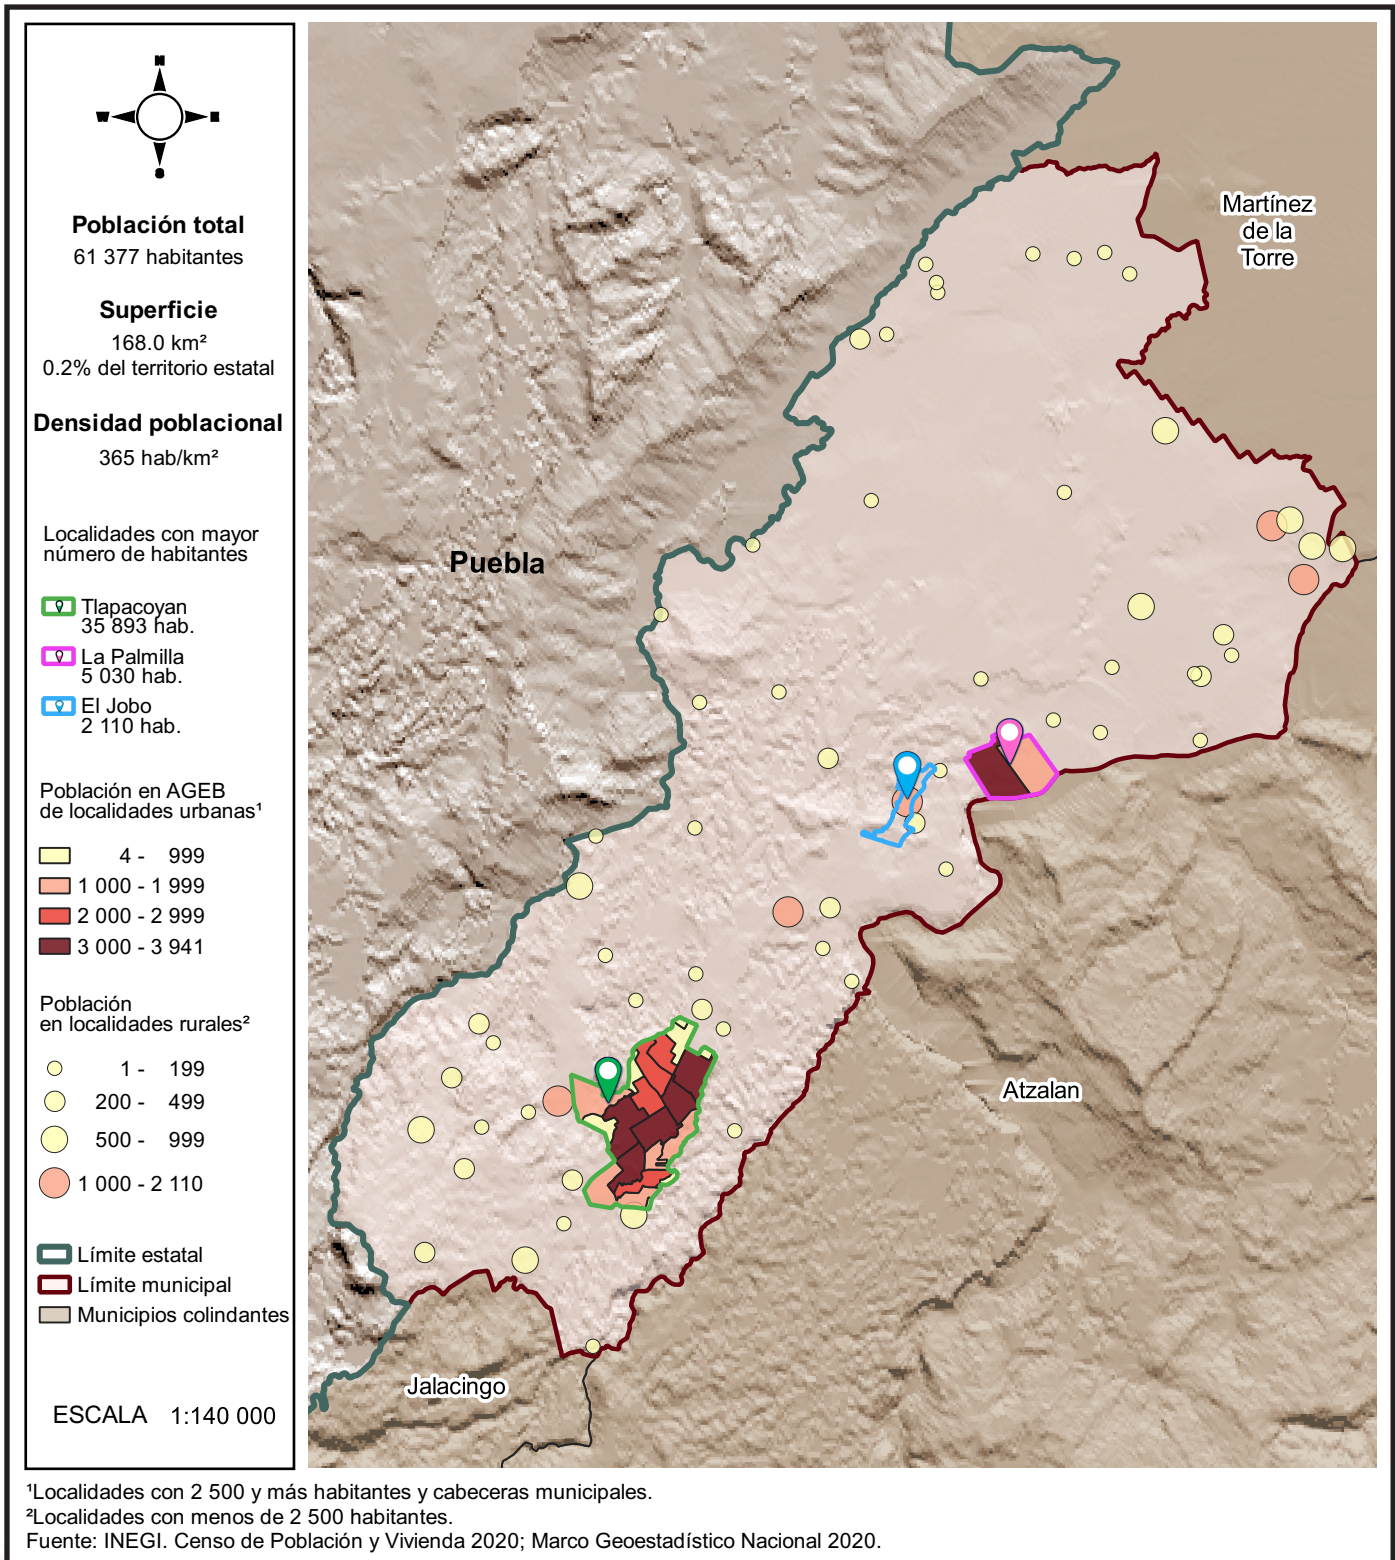 N
W
E
S
Población total
61 377 habitantes
Superficie
168.0 km²
0.2% del territorio estatal
Densidad poblacional
365 hab/km²
Localidades con mayor
número de habitantes
Tlapacoyan
35 893 hab.
La Palmilla
5 030 hab.
El Jobo
2 110 hab.
Población en AGEB
de localidades urbanas¹
4 - 999
1 000 - 1 999
2 000 - 2 999
3 000 - 3 941
Población
en localidades rurales²
1 - 199
200 - 499
500 - 999
1 000 - 2 110
Límite estatal
Límite municipal
Municipios colindantes
ESCALA 1:140 000
Martínez
de la
Torre
Puebla
Atzalan
Jalacingo
¹Localidades con 2 500 y más habitantes y cabeceras municipales.
²Localidades con menos de 2 500 habitantes.
Fuente: INEGI. Censo de Población y Vivienda 2020; Marco Geoestadístico Nacional 2020.